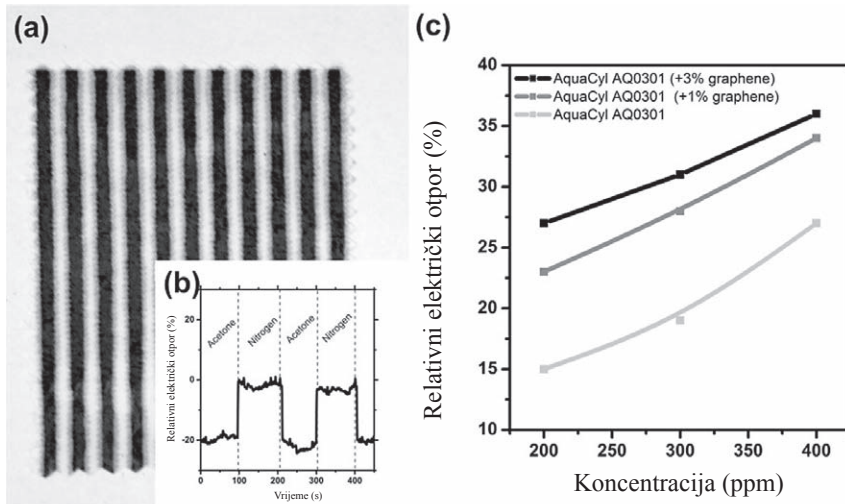 (a)
(b)
Relativni električki otpor (%)
0
-20
Acetone
Nitrogen
Acetone
Nitrogen
0 100 200 300 400
Vrijeme (s)
(c)
Relativni električki otpor (%)
40
35
30
25
20
15
10
AquaCyl AQ0301 (+3% graphene)
AquaCyl AQ0301 (+1% graphene)
AquaCyl AQ0301
200 250 300 350 400
Koncentracija (ppm)